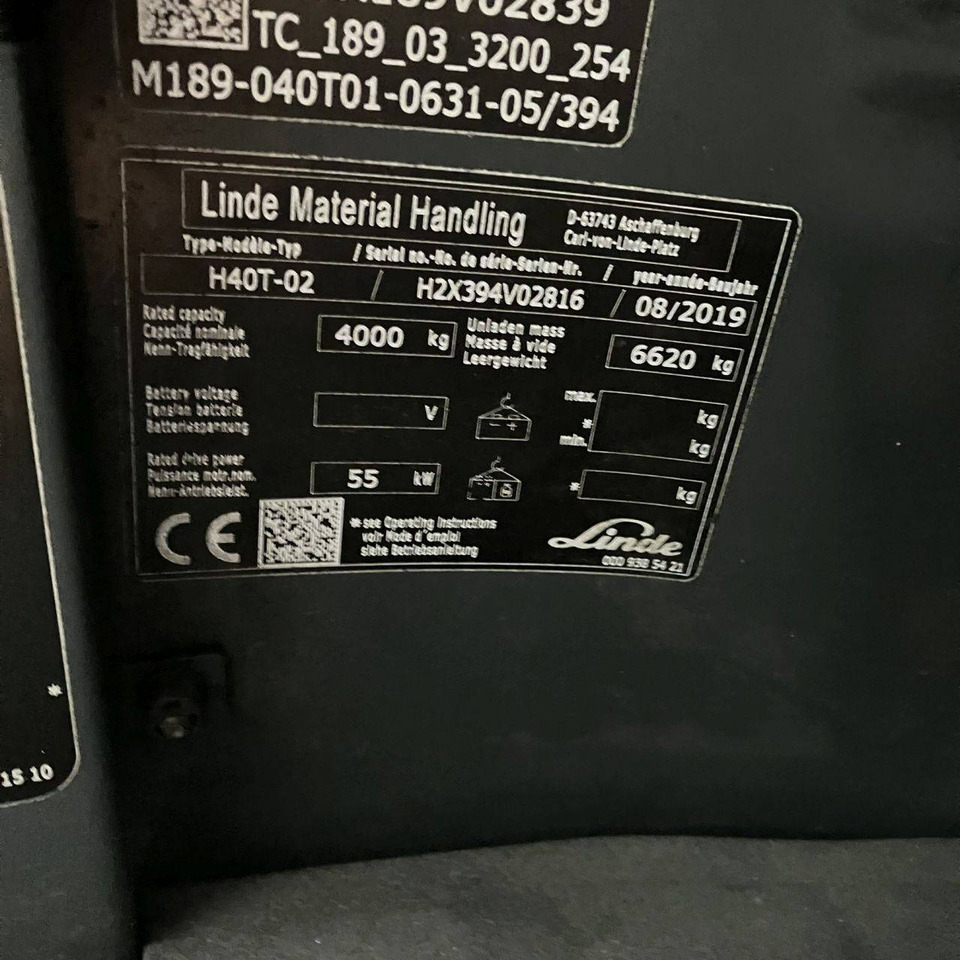 V02839
TC_189_03_3200_254
M189-040T01-0631-05/394
Linde Material Handling
D-63743 Aschaffenburg
Carl-von-Linde-Platz
Type-Modèle-Typ / Serial no.-No. de série-Serien-Nr. / year-année-Baujahr
H40T-02 / H2X394V02816 / 08/2019
Rated capacity
Capacité nominale
Nenn-Tragfähigkeit
4000 kg
Unladen mass
Masse à vide
Leergewicht
6620 kg
Battery voltage
Tension batterie
Batteriespannung
V
- +
max. kg
*
min. kg
Rated drive power
Puissance motr.nom.
Nenn-Antriebsleist.
55 kW
* kg
CE
* see Operating Instructions
voir Mode d'emploi
siehe Betriebsanleitung
Linde
000 938 54 21
*
15 10